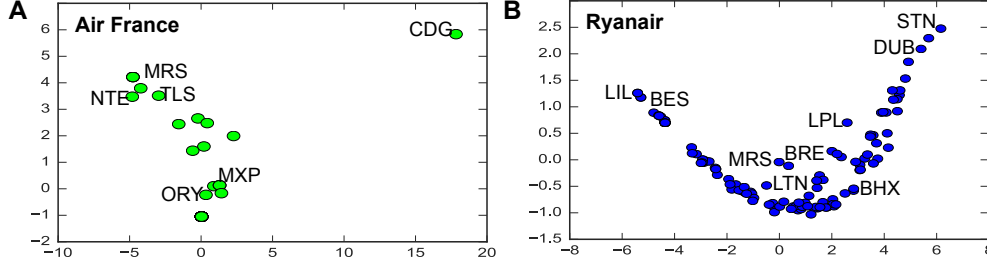 A
Air France
6
5
4
3
2
1
0
−1
−2
−10
−5
0
5
10
15
20
CDG
MRS
NTE
TLS
MXP
ORY
B
Ryanair
2.5
2.0
1.5
1.0
0.5
0.0
−0.5
−1.0
−1.5
−8
−4
−2
0
2
4
6
8
STN
DUB
LIL
BES
LPL
MRS
BRE
LTN
BHX